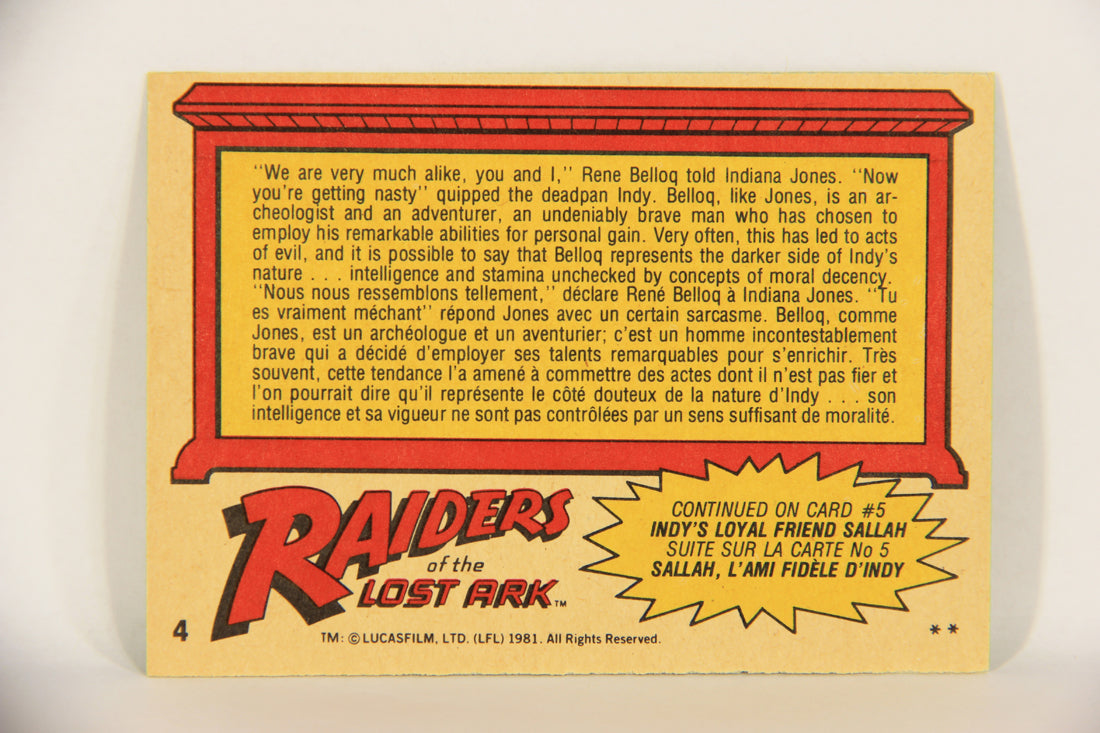 “We are very much alike, you and I,” Rene Belloq told Indiana Jones. “Now
you’re getting nasty” quipped the deadpan Indy. Belloq, like Jones, is an ar-
cheologist and an adventurer, an undeniably brave man who has chosen to
employ his remarkable abilities for personal gain. Very often, this has led to acts
of evil, and it is possible to say that Belloq represents the darker side of Indy’s
nature . . . intelligence and stamina unchecked by concepts of moral decency.
“Nous nous ressemblons tellement,” déclare René Belloq à Indiana Jones. “Tu
es vraiment méchant” répond Jones avec un certain sarcasme. Belloq, comme
Jones, est un archéologue et un aventurier; c’est un homme incontestablement
brave qui a décidé d’employer ses talents remarquables pour s’enrichir. Très
souvent, cette tendance l’a amené à commettre des actes dont il n’est pas fier et
l’on pourrait dire qu’il représente le côté douteux de la nature d’Indy . . . son
intelligence et sa vigueur ne sont pas contrôlées par un sens suffisant de moralité.
RAIDERS
of the
LOST ARK™
CONTINUED ON CARD #5
INDY’S LOYAL FRIEND SALLAH
SUITE SUR LA CARTE No 5
SALLAH, L’AMI FIDÈLE D’INDY
4
TM: © LUCASFILM, LTD. (LFL) 1981. All Rights Reserved.
**